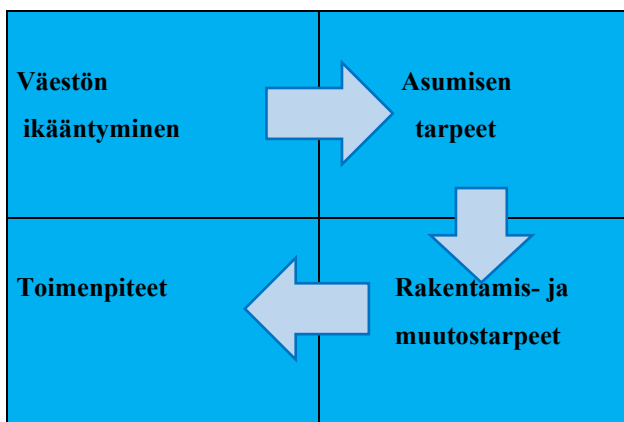 Väestön
ikääntyminen
Asumisen
tarpeet
Toimenpiteet
Rakentamis- ja
muutostarpeet